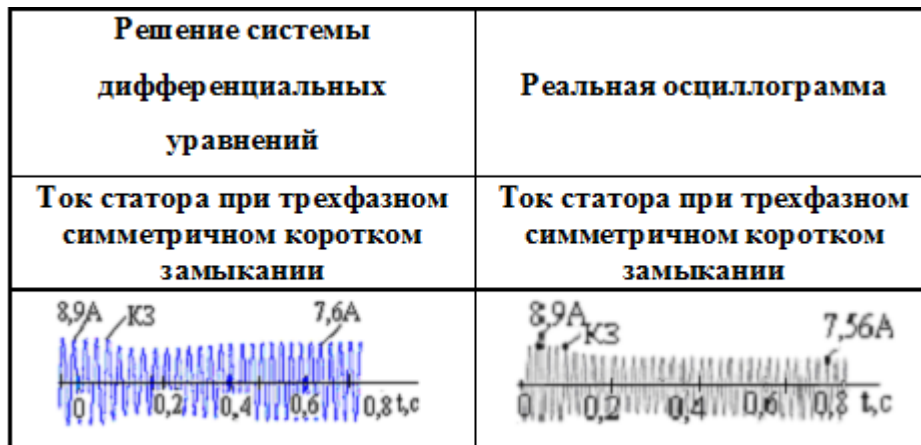 Решение системы
дифференциальных
уравнений
Реальная осциллограмма
Ток статора при трехфазном
симметричном коротком
замыкании
Ток статора при трехфазном
симметричном коротком
замыкании
8,9А КЗ 7,6А
0 0,2 0,4 0,6 0,8 t,с
8,9А КЗ 7,56А
0 0,2 0,4 0,6 0,8 t,с